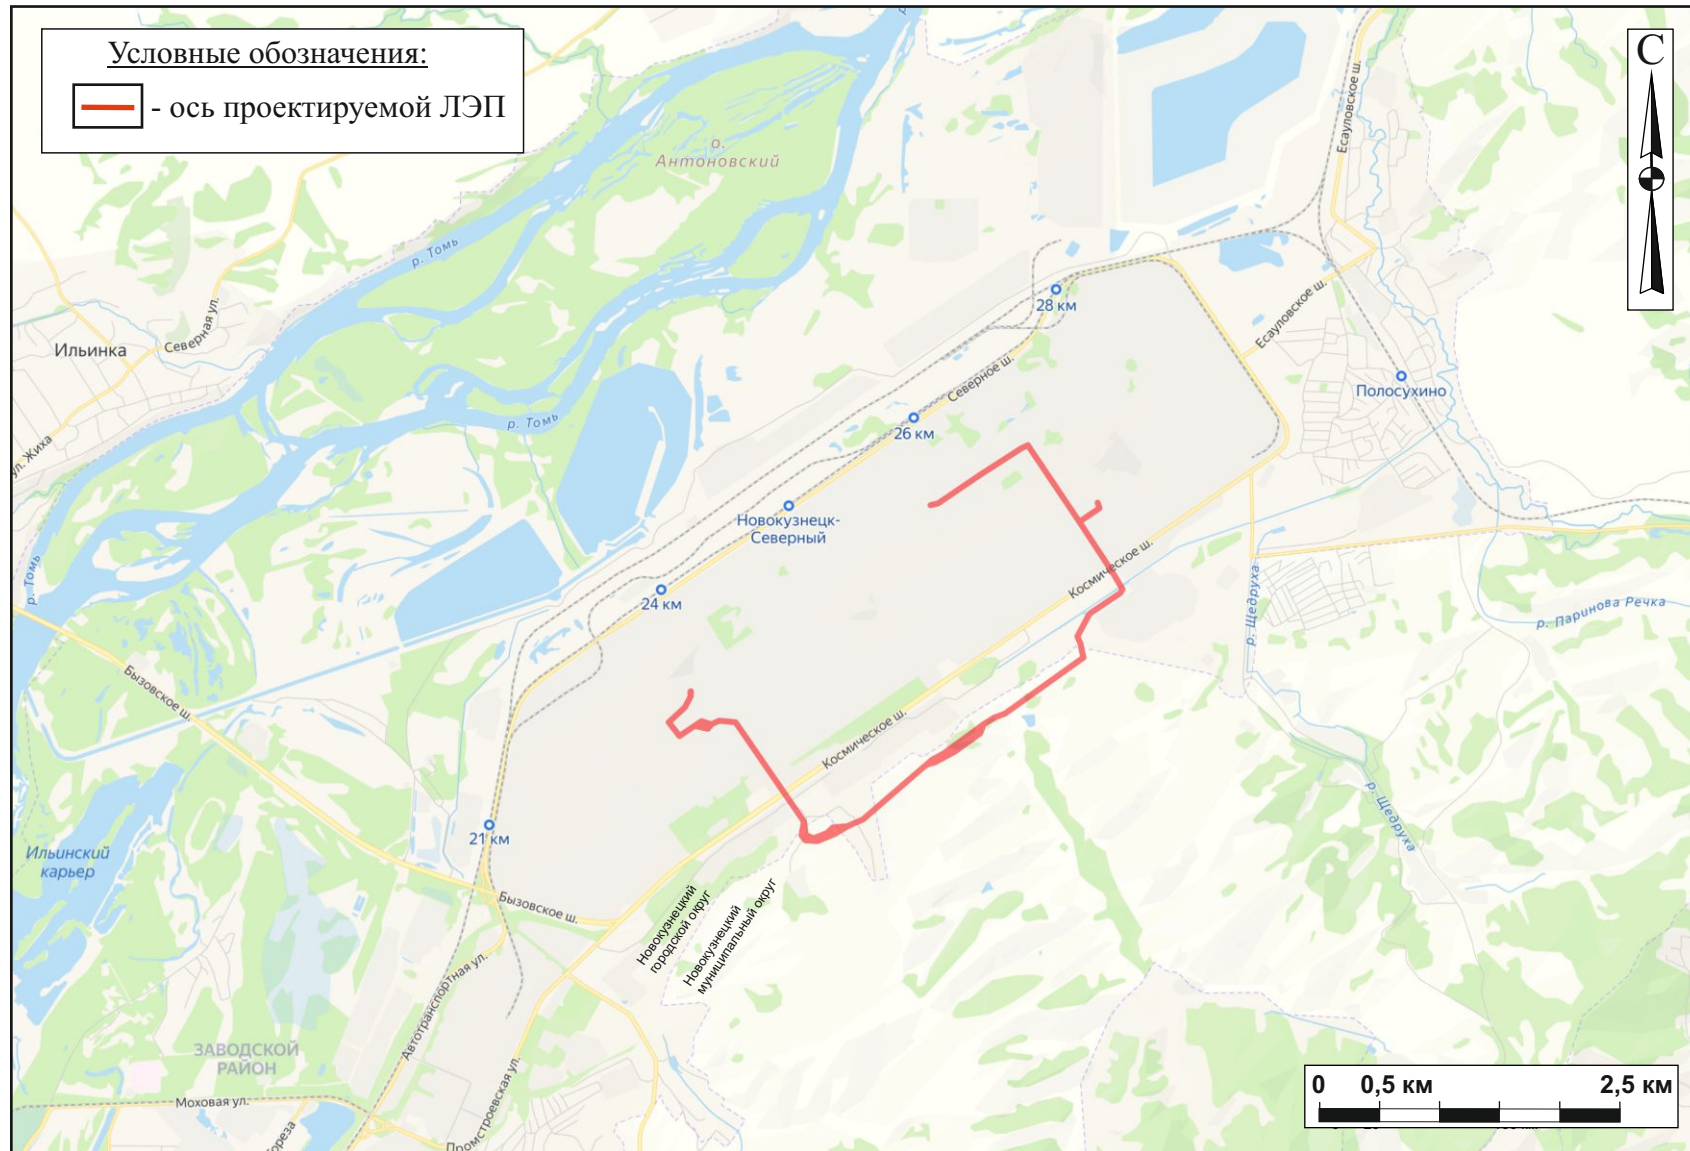 Условные обозначения:
- ось проектируемой ЛЭП
С
о.
Антоновский
Есауловское ш.
р. Томь
Ильинка
Северная ул.
ул. Жиха
р. Томь
28 км
Северное ш.
26 км
Есауловское ш.
Полосухино
Новокузнецк-
Северный
24 км
р. Томь
Космическое ш.
р. Щедруха
р. Паринова Речка
Бызовское ш.
Космическое ш.
р. Щедруха
21 км
Ильинский
карьер
Бызовское ш.
Новокузнецкий
городской округ
Новокузнецкий
муниципальный округ
Автотранспортная ул.
ЗАВОДСКОЙ
РАЙОН
Моховая ул.
Промстроевская ул.
0 0,5 км 2,5 км